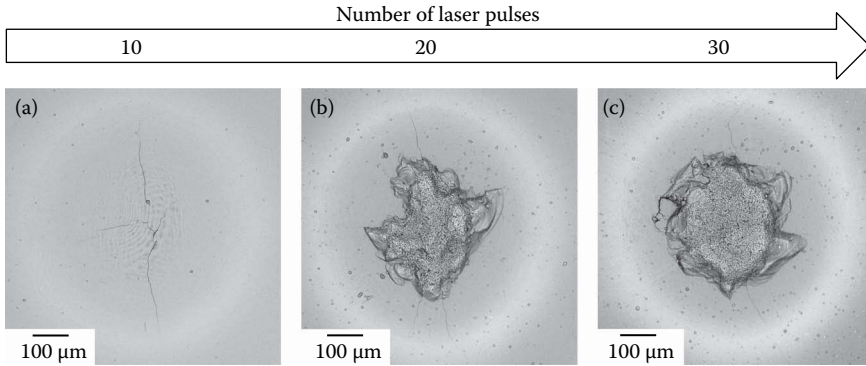 Number of laser pulses
10 20 30
(a) (b) (c)
100 µm 100 µm 100 µm